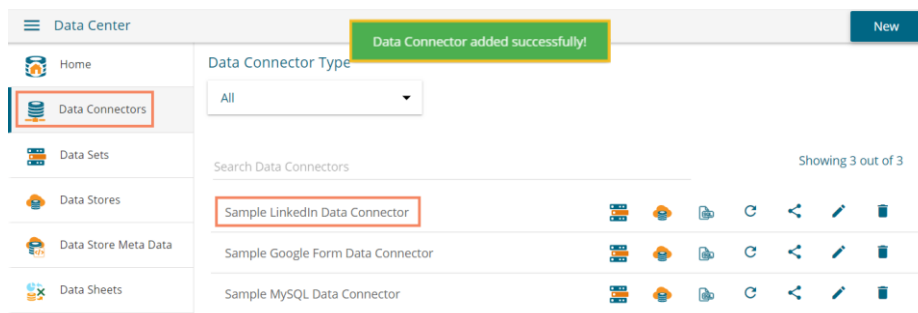 Data Center
Data Connector added successfully!
New
Home
Data Connector Type
All
Data Connectors
Data Sets
Search Data Connectors
Showing 3 out of 3
Data Stores
Sample LinkedIn Data Connector
Data Store Meta Data
Sample Google Form Data Connector
Data Sheets
Sample MySQL Data Connector